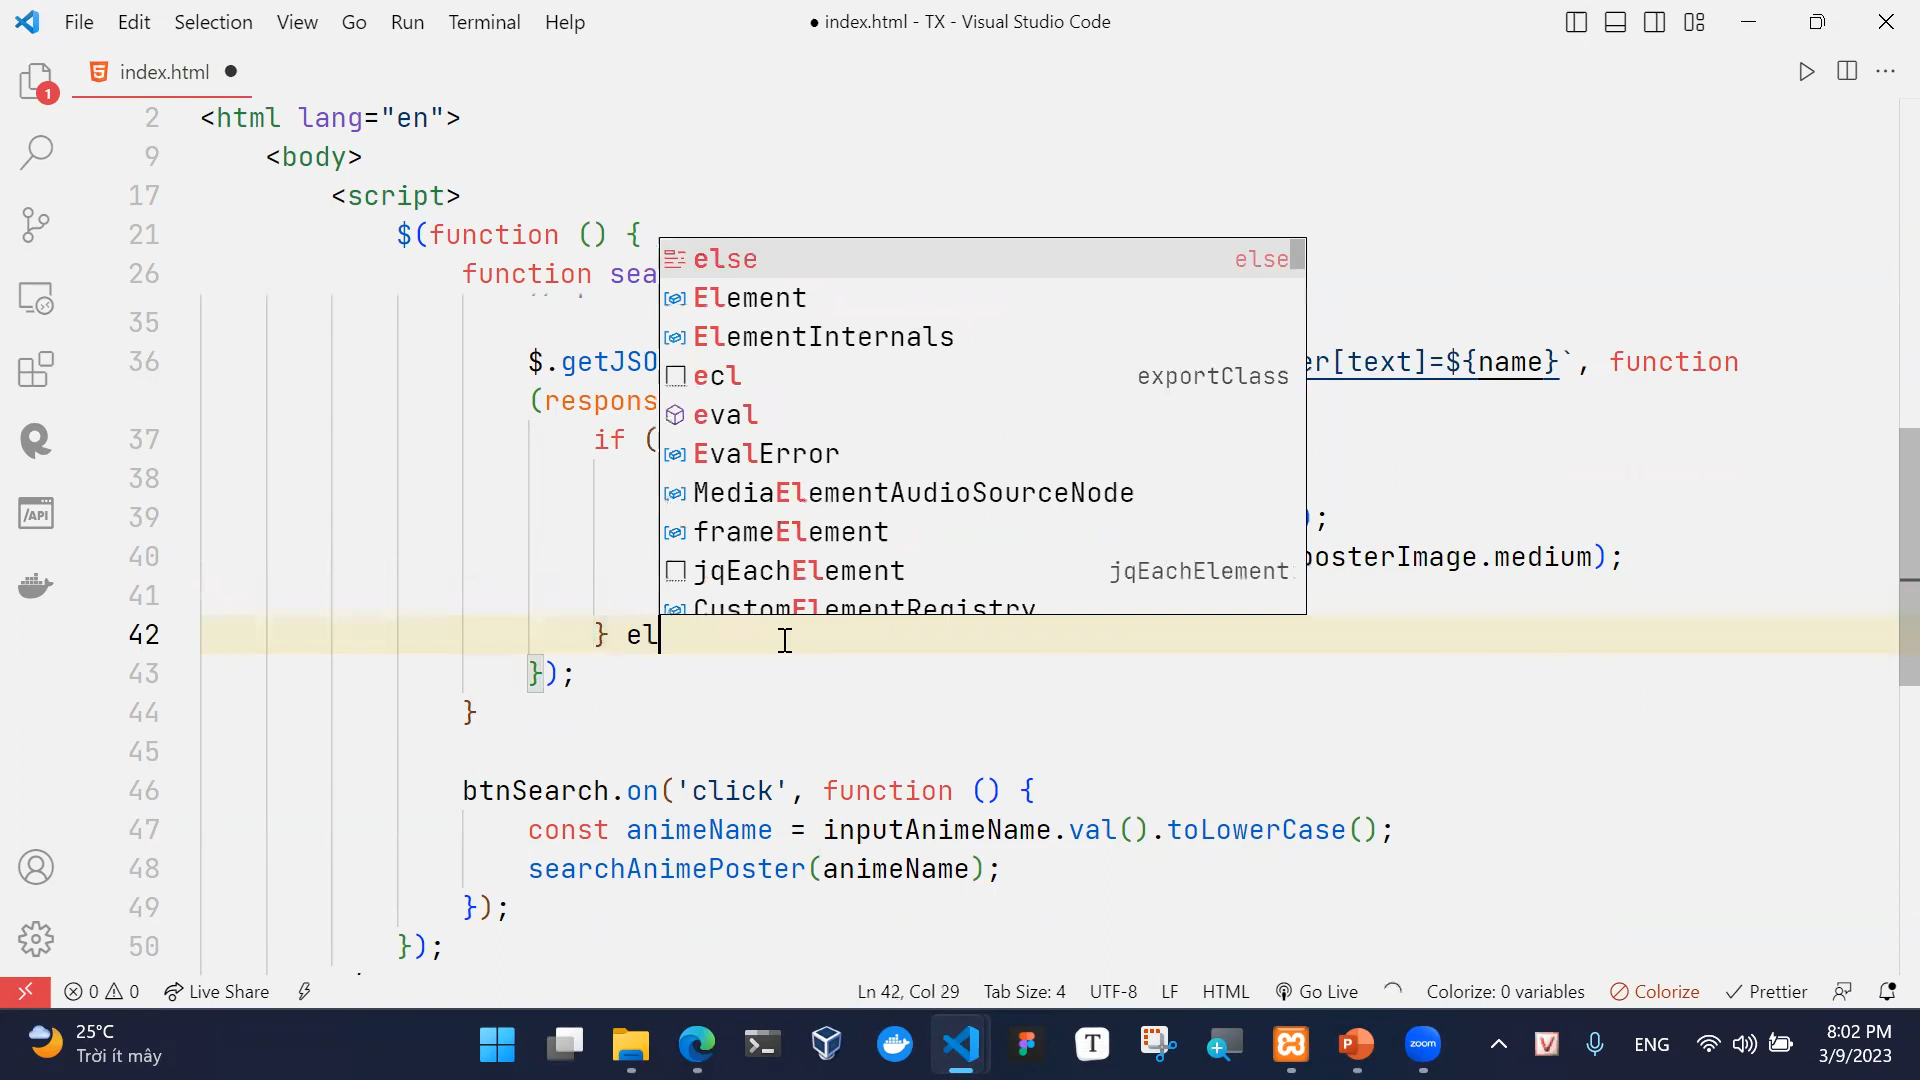 File Edit Selection View Go Run Terminal Help ● index.html - TX - Visual Studio Code
index.html ●
1
2 <html lang="en">
9 <body>
17 <script>
21 $(function () {
26 function sea
35
36 $.getJSO er[text]=${name}`, function
(respons
37 if (
38
39 );
40 posterImage.medium);
41
42 } el
43 });
44 }
45
46 btnSearch.on('click', function () {
47 const animeName = inputAnimeName.val().toLowerCase();
48 searchAnimePoster(animeName);
49 });
50 });
else else
Element
ElementInternals
ecl exportClass
eval
EvalError
MediaElementAudioSourceNode
frameElement
jqEachElement jqEachElement
CustomElementRegistry
/API
0 0 Live Share Ln 42, Col 29 Tab Size: 4 UTF-8 LF HTML Go Live Colorize: 0 variables Colorize Prettier
25°C
Trời ít mây
T
zoom
V
ENG
8:02 PM
3/9/2023